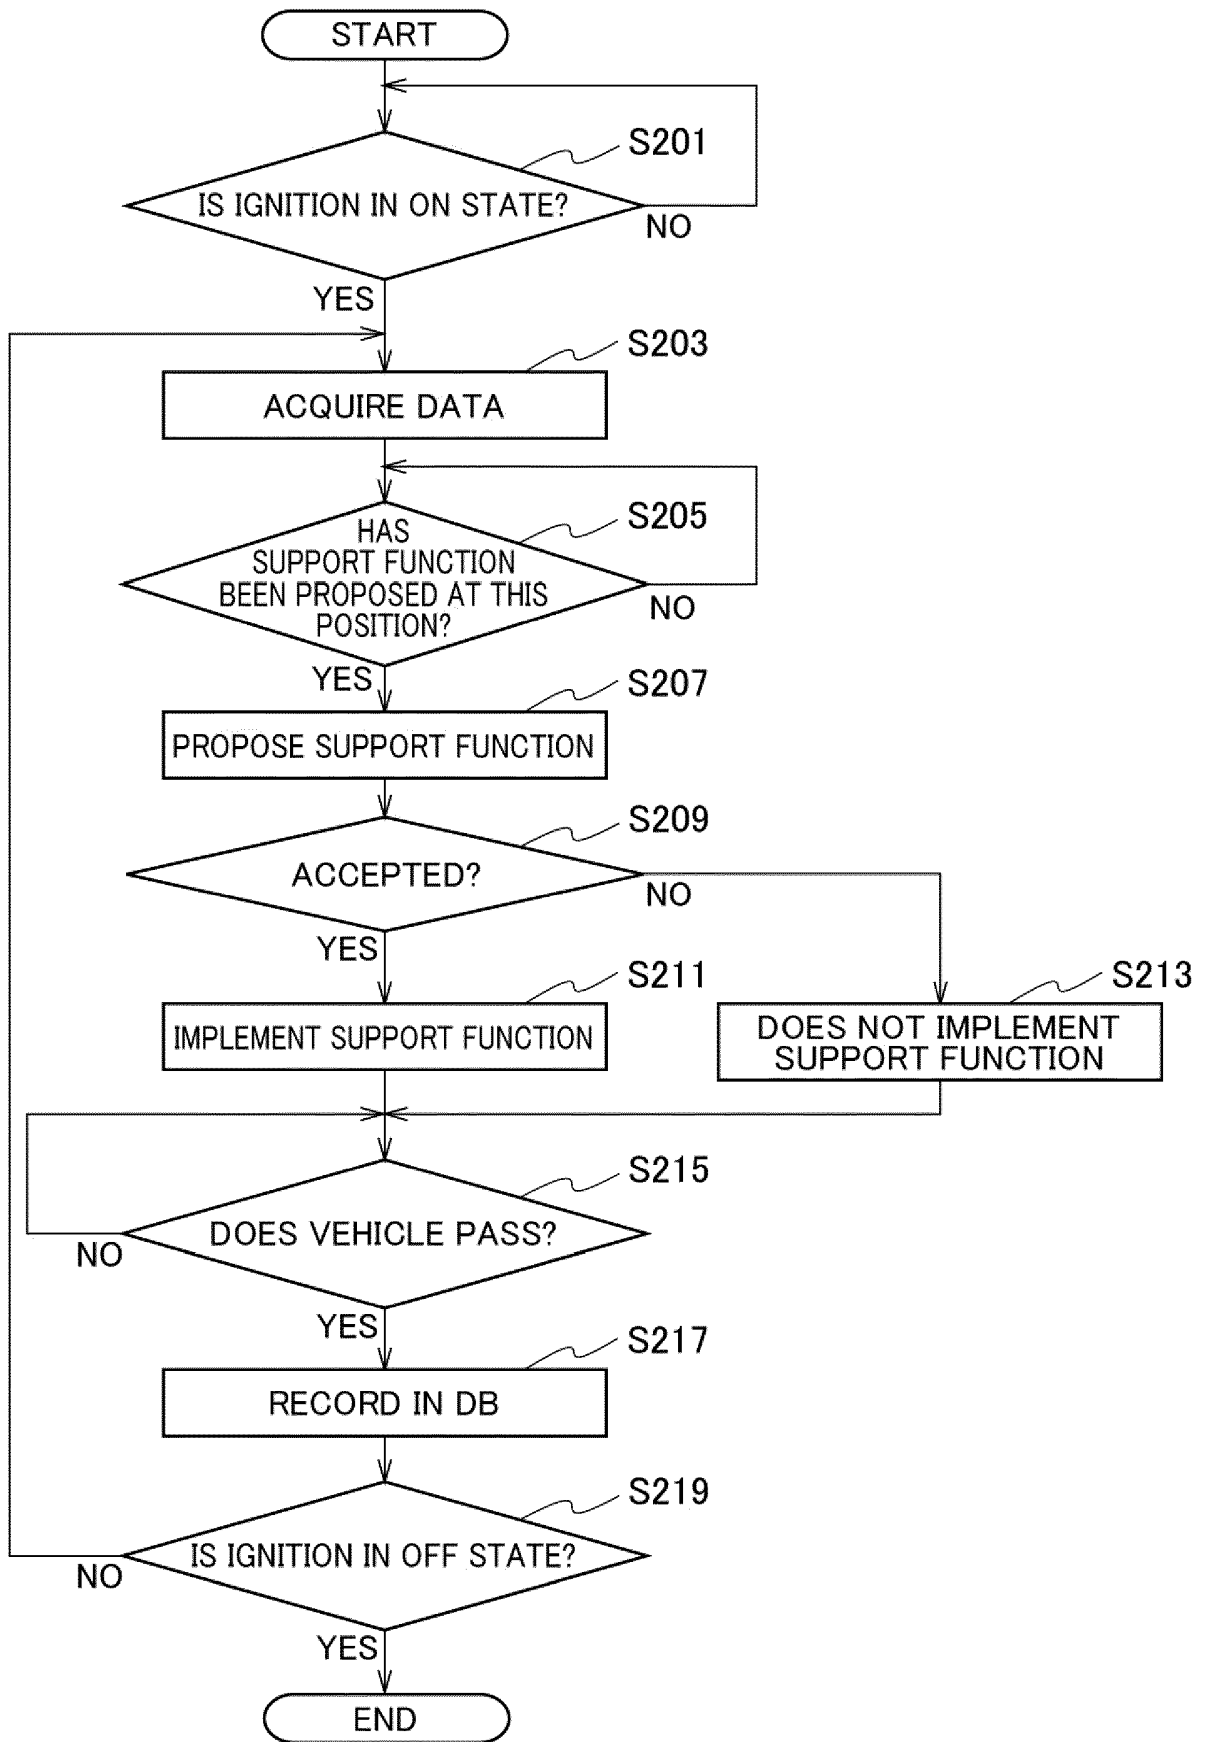 START
S201
IS IGNITION IN ON STATE?
NO
YES
S203
ACQUIRE DATA
S205
HAS
SUPPORT FUNCTION
BEEN PROPOSED AT THIS
POSITION?
NO
YES
S207
PROPOSE SUPPORT FUNCTION
S209
ACCEPTED?
NO
YES
S211
IMPLEMENT SUPPORT FUNCTION
S213
DOES NOT IMPLEMENT
SUPPORT FUNCTION
S215
DOES VEHICLE PASS?
NO
YES
S217
RECORD IN DB
S219
IS IGNITION IN OFF STATE?
NO
YES
END